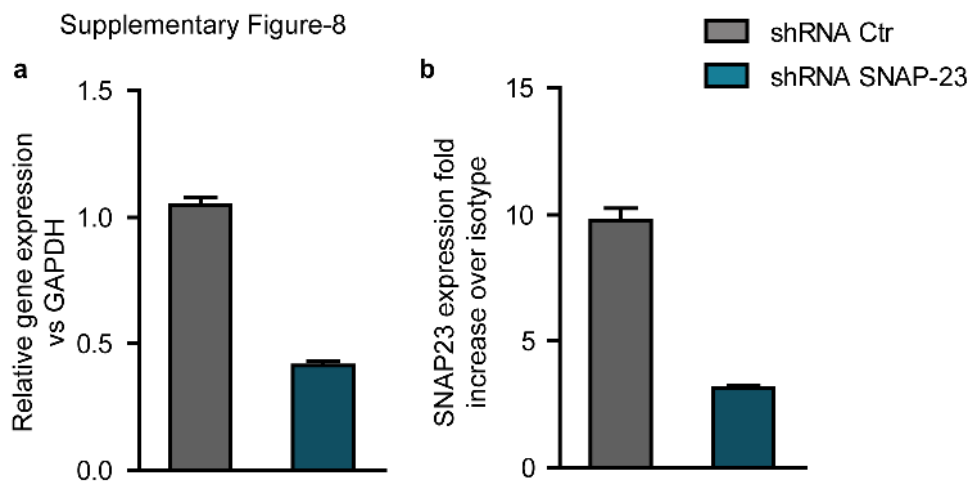 Supplementary Figure-8
shRNA Ctr
shRNA SNAP-23
a
Relative gene expression
vs GAPDH
1.5
1.0
0.5
0.0
b
SNAP23 expression fold
increase over isotype
15
10
5
0